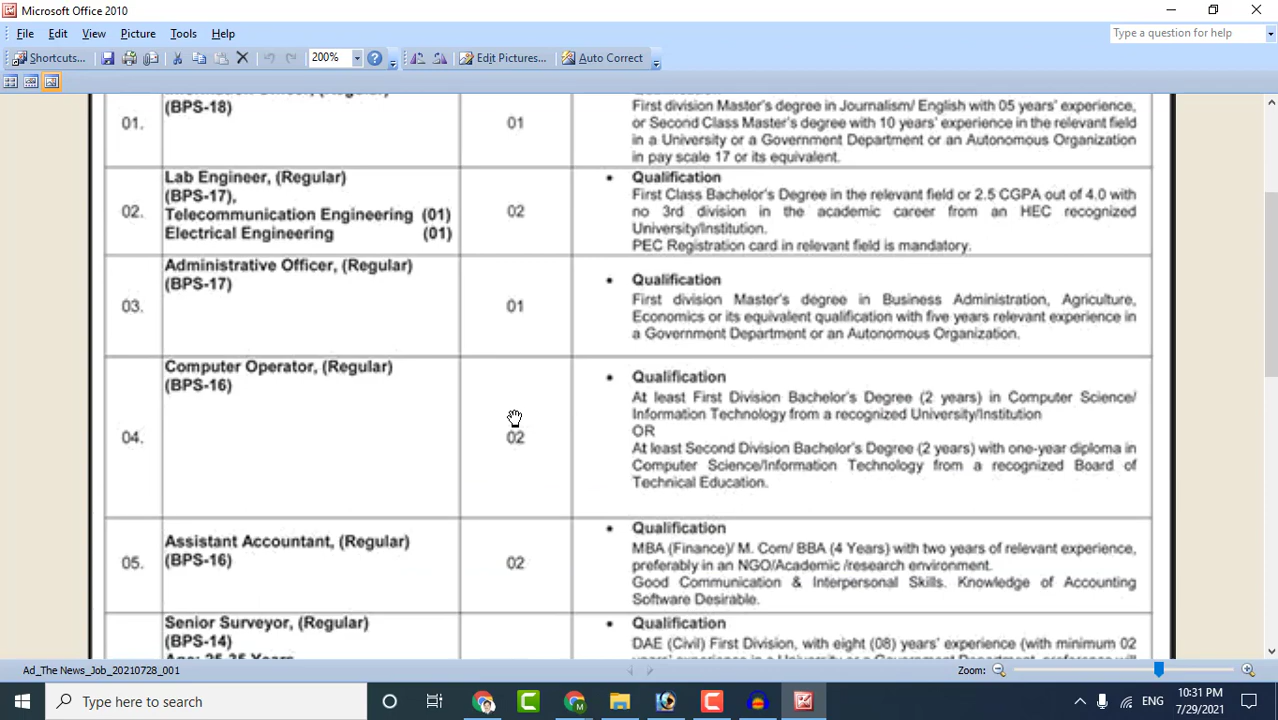 Microsoft Office 2010
File Edit View Picture Tools Help
Type a question for help
Shortcuts... 200% Edit Pictures... Auto Correct
01.
(BPS-18)
01
First division Master's degree in Journalism/ English with 05 years' experience,
or Second Class Master's degree with 10 years' experience in the relevant field
in a University or a Government Department or an Autonomous Organization
in pay scale 17 or its equivalent.
02.
Lab Engineer, (Regular)
(BPS-17),
Telecommunication Engineering (01)
Electrical Engineering (01)
02
• Qualification
First Class Bachelor's Degree in the relevant field or 2.5 CGPA out of 4.0 with
no 3rd division in the academic career from an HEC recognized
University/Institution.
PEC Registration card in relevant field is mandatory.
03.
Administrative Officer, (Regular)
(BPS-17)
01
• Qualification
First division Master's degree in Business Administration, Agriculture,
Economics or its equivalent qualification with five years relevant experience in
a Government Department or an Autonomous Organization.
04.
Computer Operator, (Regular)
(BPS-16)
02
• Qualification
At least First Division Bachelor's Degree (2 years) in Computer Science/
Information Technology from a recognized University/Institution
OR
At least Second Division Bachelor's Degree (2 years) with one-year diploma in
Computer Science/Information Technology from a recognized Board of
Technical Education.
05.
Assistant Accountant, (Regular)
(BPS-16)
02
• Qualification
MBA (Finance)/ M. Com/ BBA (4 Years) with two years of relevant experience,
preferably in an NGO/Academic /research environment.
Good Communication & Interpersonal Skills. Knowledge of Accounting
Software Desirable.
Senior Surveyor, (Regular)
(BPS-14)
• Qualification
DAE (Civil) First Division, with eight (08) years' experience (with minimum 02
Ad_The News_Job_20210728_001
Zoom:
Type here to search
ENG
10:31 PM
7/29/2021